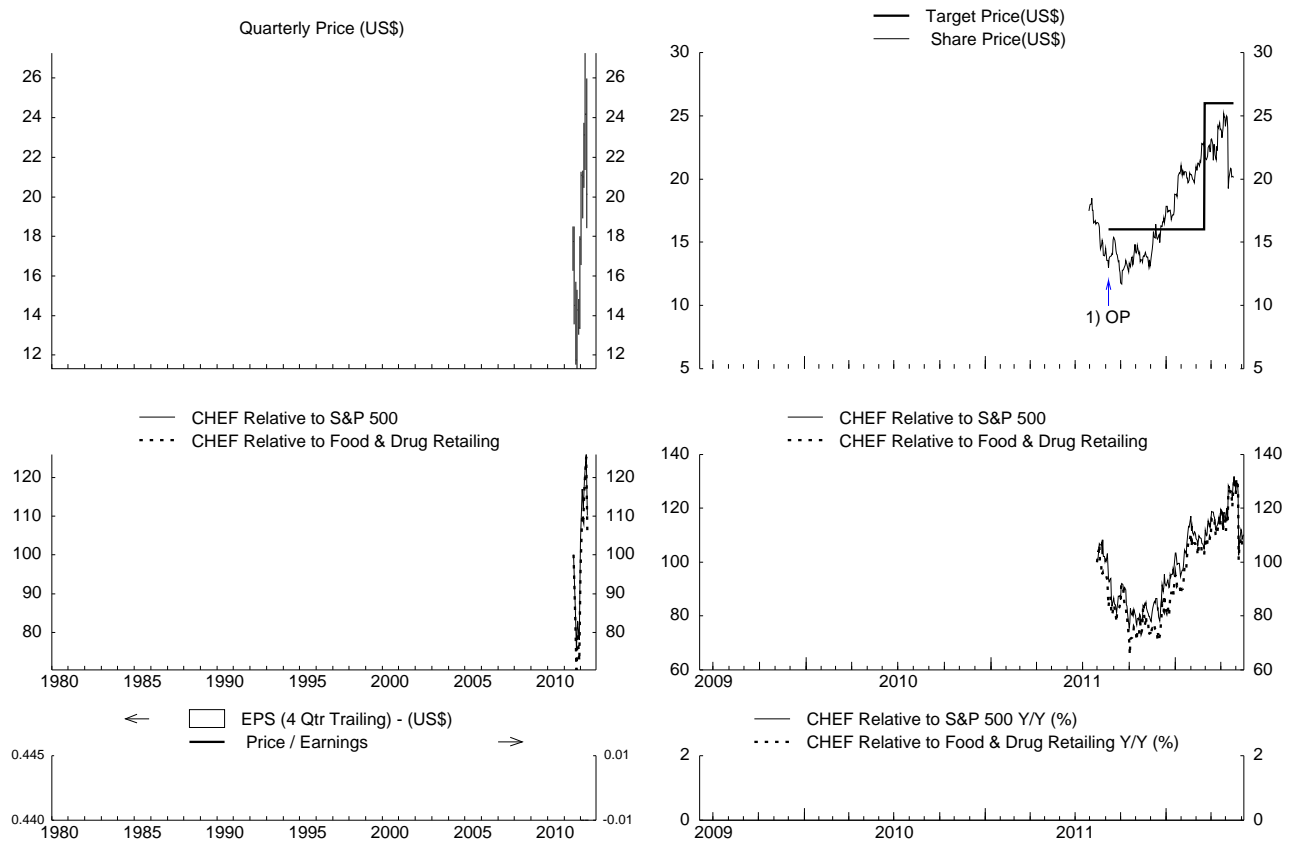 Quarterly Price (US$)
26 26
24 24
22 22
20 20
18 18
16 16
14 14
12 12
Target Price(US$)
Share Price(US$)
30 30
25 25
20 20
15 15
10 10
1) OP
5 5
CHEF Relative to S&P 500
CHEF Relative to Food & Drug Retailing
120 120
110 110
100 100
90 90
80 80
1980 1985 1990 1995 2000 2005 2010
CHEF Relative to S&P 500
CHEF Relative to Food & Drug Retailing
140 140
120 120
100 100
80 80
60 60
2009 2010 2011
EPS (4 Qtr Trailing) - (US$)
Price / Earnings
0.445 0.01
0.440 -0.01
1980 1985 1990 1995 2000 2005 2010
CHEF Relative to S&P 500 Y/Y (%)
CHEF Relative to Food & Drug Retailing Y/Y (%)
2 2
0 0
2009 2010 2011